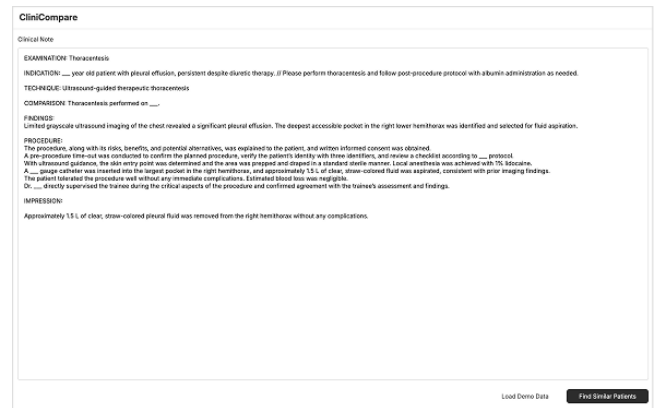 CliniCompare
Clinical Note
EXAMINATION: Thoracentesis
INDICATION: ___ year old patient with pleural effusion, persistent despite diuretic therapy. // Please perform thoracentesis and follow post-procedure protocol with albumin administration as needed.
TECHNIQUE: Ultrasound-guided therapeutic thoracentesis
COMPARISON: Thoracentesis performed on ___.
FINDINGS:
Limited grayscale ultrasound imaging of the chest revealed a significant pleural effusion. The deepest accessible pocket in the right lower hemithorax was identified and selected for fluid aspiration.
PROCEDURE:
The procedure, along with its risks, benefits, and potential alternatives, was explained to the patient, and written informed consent was obtained.
A pre-procedure time-out was conducted to confirm the planned procedure, verify the patient's identity with three identifiers, and review a checklist according to ___ protocol.
With ultrasound guidance, the skin entry point was determined and the area was prepped and draped in a standard sterile manner. Local anesthesia was achieved with 1% lidocaine.
A ___ gauge catheter was inserted into the largest pocket in the right hemithorax, and approximately 1.5 L of clear, straw-colored fluid was aspirated, consistent with prior imaging findings.
The patient tolerated the procedure well without any immediate complications. Estimated blood loss was negligible.
Dr. ___ directly supervised the trainee during the critical aspects of the procedure and confirmed agreement with the trainee's assessment and findings.
IMPRESSION:
Approximately 1.5 L of clear, straw-colored pleural fluid was removed from the right hemithorax without any complications.
Load Demo Data
Find Similar Patients